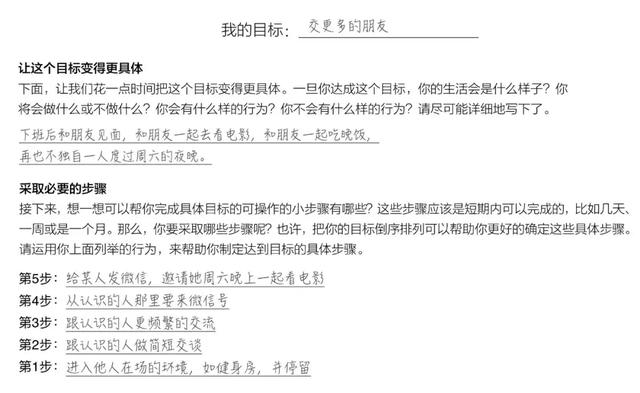 我的目标：交更多的朋友
让这个目标变得更具体
下面，让我们花一点时间把这个目标变得更具体。一旦你达成这个目标，你的生活会是什么样子？你
将会做什么或不做什么？你会有什么样的行为？你不会有什么样的行为？请尽可能详细地写下了。
下班后和朋友见面，和朋友一起去看电影，和朋友一起吃晚饭，
再也不独自一人度过周六的夜晚。
采取必要的步骤
接下来，想一想可以帮你完成具体目标的可操作的小步骤有哪些？这些步骤应该是短期内可以完成的，比如几天、
一周或是一个月。那么，你要采取哪些步骤呢？也许，把你的目标倒序排列可以帮助你更好的确定这些具体步骤。
请运用你上面列举的行为，来帮助你制定达到目标的具体步骤。
第5步：给某人发微信，邀请她周六晚上一起看电影
第4步：从认识的人那里要来微信号
第3步：跟认识的人更频繁的交流
第2步：跟认识的人做简短交谈
第1步：进入他人在场的环境，如健身房，并停留